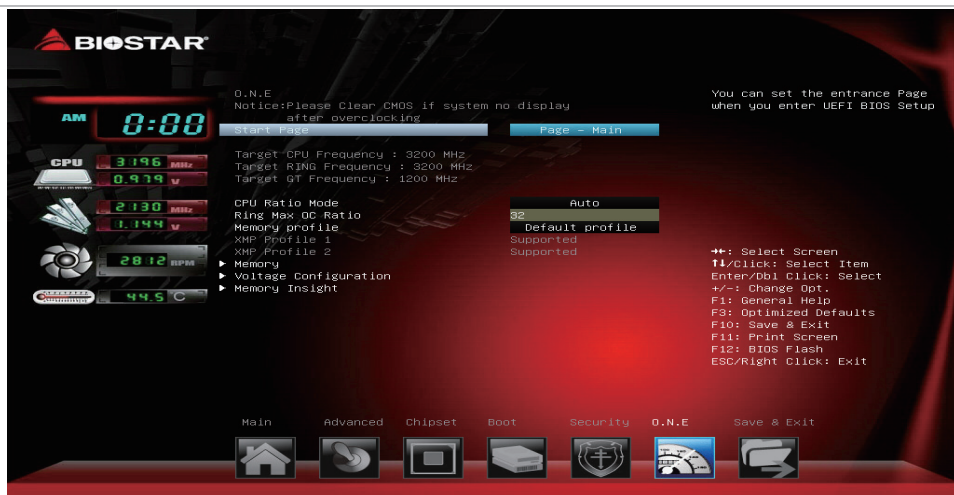 BIOSTAR
AM 0:00
CPU 3196 MHz
0.979 V
2130 MHz
1.144 V
2812 RPM
44.5 C
O.N.E
Notice:Please Clear CMOS if system no display
after overclocking
Start Page Page - Main
Target CPU Frequency : 3200 MHz
Target RING Frequency : 3200 MHz
Target GT Frequency : 1200 MHz
CPU Ratio Mode Auto
Ring Max OC Ratio 32
Memory profile Default profile
XMP Profile 1 Supported
XMP Profile 2 Supported
Memory
Voltage Configuration
Memory Insight
You can set the entrance Page
when you enter UEFI BIOS Setup
→←: Select Screen
↑↓/Click: Select Item
Enter/Dbl Click: Select
+/-: Change Opt.
F1: General Help
F3: Optimized Defaults
F10: Save & Exit
F11: Print Screen
F12: BIOS Flash
ESC/Right Click: Exit
Main Advanced Chipset Boot Security O.N.E Save & Exit